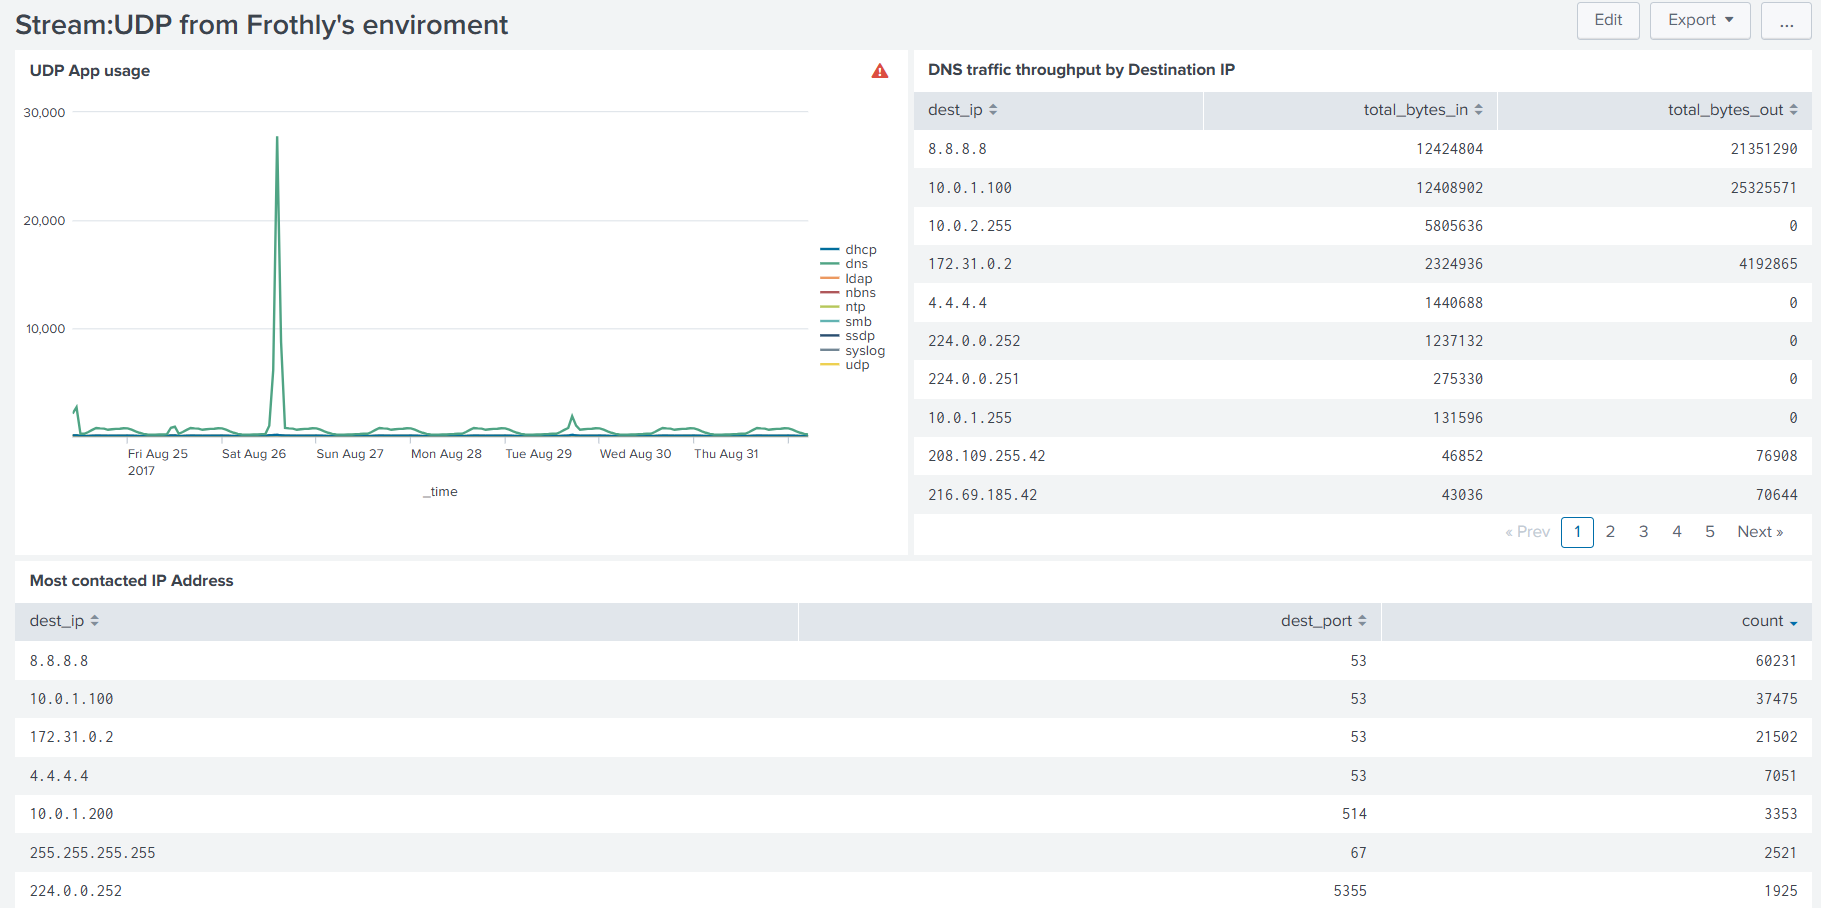 Stream:UDP from Frothly's enviroment
Edit
Export
...
UDP App usage
30,000
20,000
10,000
Fri Aug 25
2017
Sat Aug 26
Sun Aug 27
Mon Aug 28
Tue Aug 29
Wed Aug 30
Thu Aug 31
_time
dhcp
dns
ldap
nbns
ntp
smb
ssdp
syslog
udp
DNS traffic throughput by Destination IP
dest_ip total_bytes_in total_bytes_out
8.8.8.8 12424804 21351290
10.0.1.100 12408902 25325571
10.0.2.255 5805636 0
172.31.0.2 2324936 4192865
4.4.4.4 1440688 0
224.0.0.252 1237132 0
224.0.0.251 275330 0
10.0.1.255 131596 0
208.109.255.42 46852 76908
216.69.185.42 43036 70644
« Prev 1 2 3 4 5 Next »
Most contacted IP Address
dest_ip dest_port count
8.8.8.8 53 60231
10.0.1.100 53 37475
172.31.0.2 53 21502
4.4.4.4 53 7051
10.0.1.200 514 3353
255.255.255.255 67 2521
224.0.0.252 5355 1925